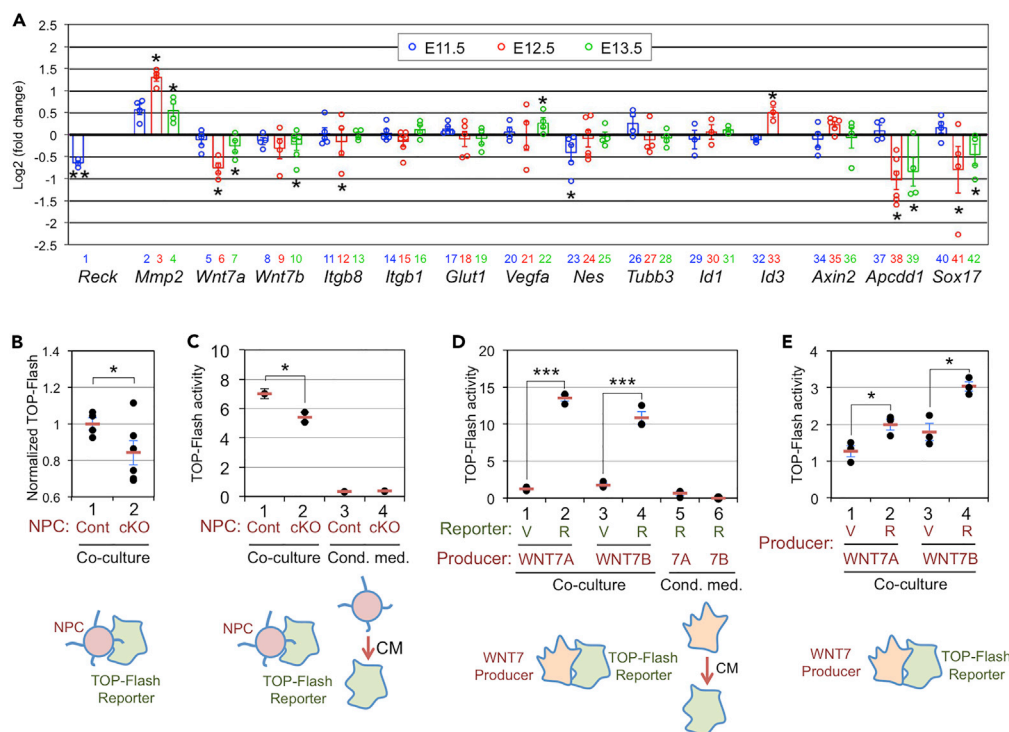 A
2.5
2
1.5
1
0.5
0
-0.5
-1
-1.5
-2
-2.5
Log2 (fold change)
E11.5 E12.5 E13.5
* * * * * * * * * * * * * * *
1 2 3 4 5 6 7 8 9 10 11 12 13 14 15 16 17 18 19 20 21 22 23 24 25 26 27 28 29 30 31 32 33 34 35 36 37 38 39 40 41 42
Reck Mmp2 Wnt7a Wnt7b Itgb8 Itgb1 Glut1 Vegfa Nes Tubb3 Id1 Id3 Axin2 Apcdd1 Sox17
B
Normalized TOP-Flash
1.4
1.2
1
0.8
0.6
*
1 2
NPC: Cont cKO
Co-culture
NPC
TOP-Flash
Reporter
C
TOP-Flash activity
10
8
6
4
2
0
*
1 2 3 4
NPC: Cont cKO Cont cKO
Co-culture Cond. med.
CM
D
TOP-Flash activity
20
15
10
5
0
*** ***
1 2 3 4 5 6
Reporter: V R V R R R
Producer: WNT7A WNT7B 7A 7B
Co-culture Cond. med.
WNT7
Producer
TOP-Flash
Reporter
CM
E
TOP-Flash activity
4
3
2
1
0
* *
1 2 3 4
V R V R
Producer: WNT7A WNT7B
Co-culture
WNT7
Producer
TOP-Flash
Reporter